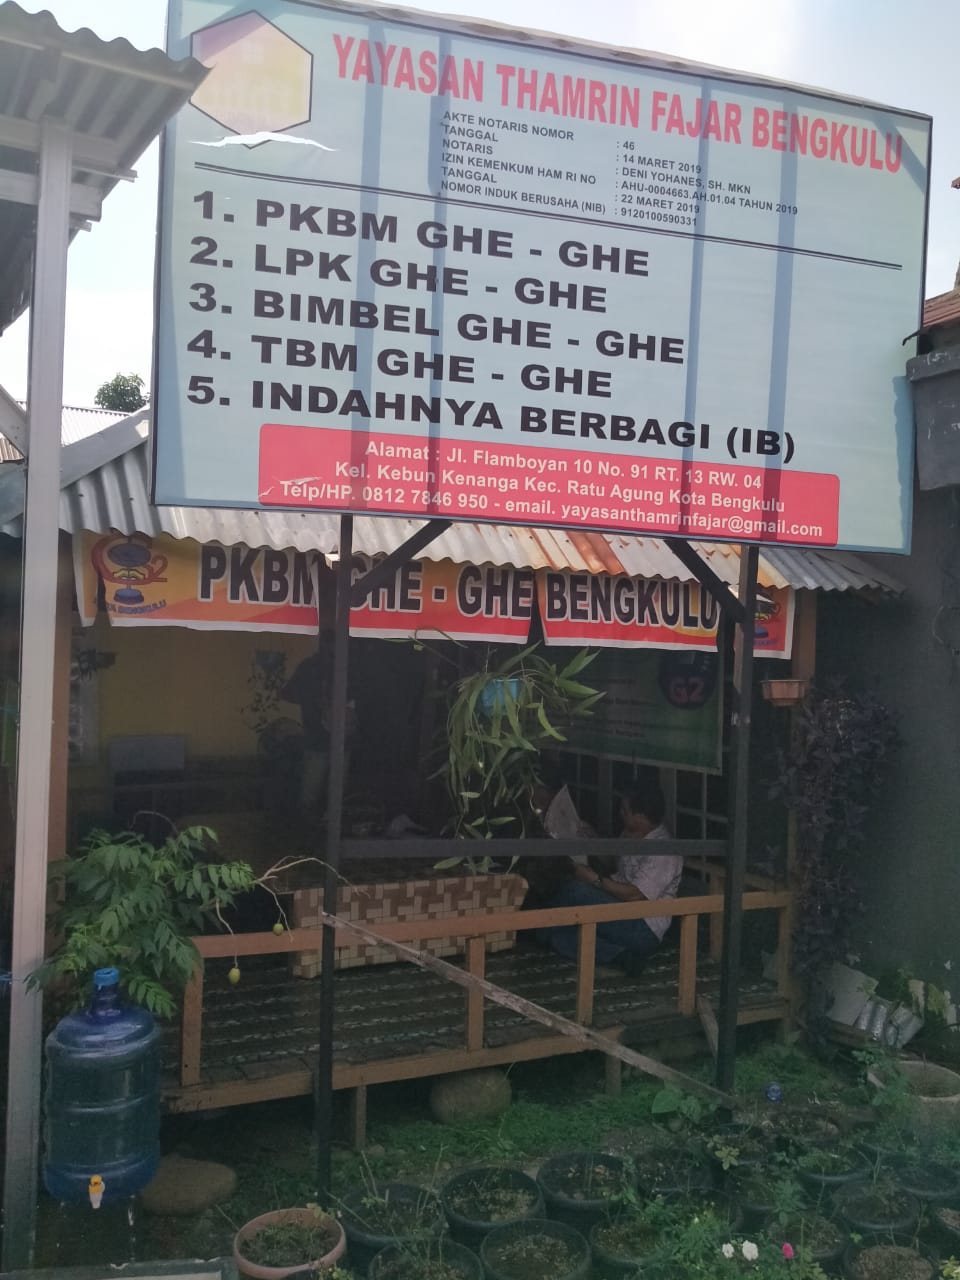 YAYASAN THAMRIN FAJAR BENGKULU
AKTE NOTARIS NOMOR : 46
TANGGAL : 14 MARET 2019
NOTARIS : DENI YOHANES, SH. MKN
IZIN KEMENKUM HAM RI NO : AHU-0004663.AH.01.04 TAHUN 2019
TANGGAL : 22 MARET 2019
NOMOR INDUK BERUSAHA (NIB) : 9120100590331
1. PKBM GHE - GHE
2. LPK GHE - GHE
3. BIMBEL GHE - GHE
4. TBM GHE - GHE
5. INDAHNYA BERBAGI (IB)
Alamat : Jl. Flamboyan 10 No. 91 RT. 13 RW. 04
Kel. Kebun Kenanga Kec. Ratu Agung Kota Bengkulu
Telp/HP. 0812 7846 950 - email. yayasanthamrinfajar@gmail.com
PKBM GHE - GHE BENGKULU
G2